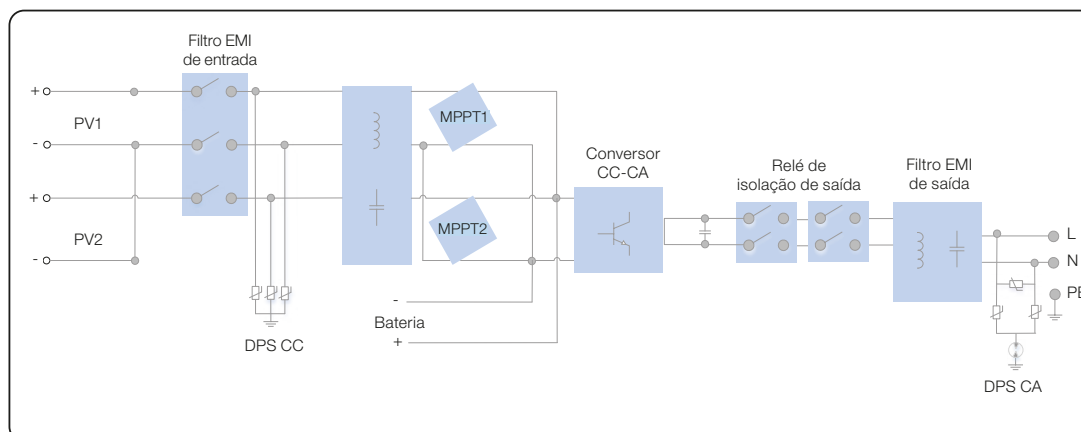 Filtro EMI
de entrada
+
PV1
-
+
PV2
-
MPPT1
MPPT2
DPS CC
-
Bateria
+
Conversor
CC-CA
Relé de
isolação de saída
Filtro EMI
de saída
L
N
PE
DPS CA